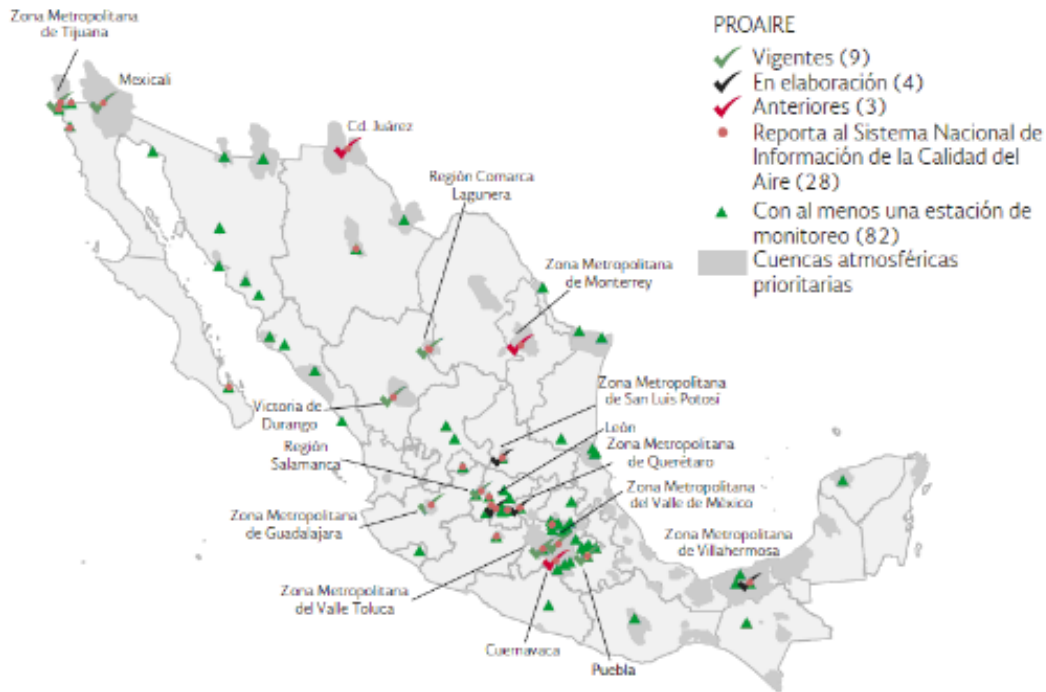 Zona Metropolitana
de Tijuana
Mexicali
Cd. Juárez
Región Comarca
Lagunera
Zona Metropolitana
de Monterrey
PROAIRE
Vigentes (9)
En elaboración (4)
Anteriores (3)
Reporta al Sistema Nacional de
Información de la Calidad del
Aire (28)
Con al menos una estación de
monitoreo (82)
Cuencas atmosféricas
prioritarias
Zona Metropolitana
de San Luis Potosí
Victoria de
Durango
León
Región
Salamanca
Zona Metropolitana
de Querétaro
Zona Metropolitana
del Valle de México
Zona Metropolitana
de Guadalajara
Zona Metropolitana
de Villahermosa
Zona Metropolitana
del Valle Toluca
Cuernavaca
Puebla